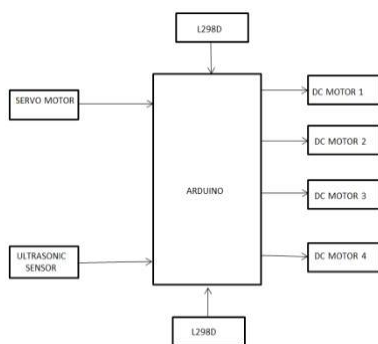 L298D
SERVO MOTOR
DC MOTOR 1
DC MOTOR 2
ARDUINO
DC MOTOR 3
ULTRASONIC
SENSOR
DC MOTOR 4
L298D